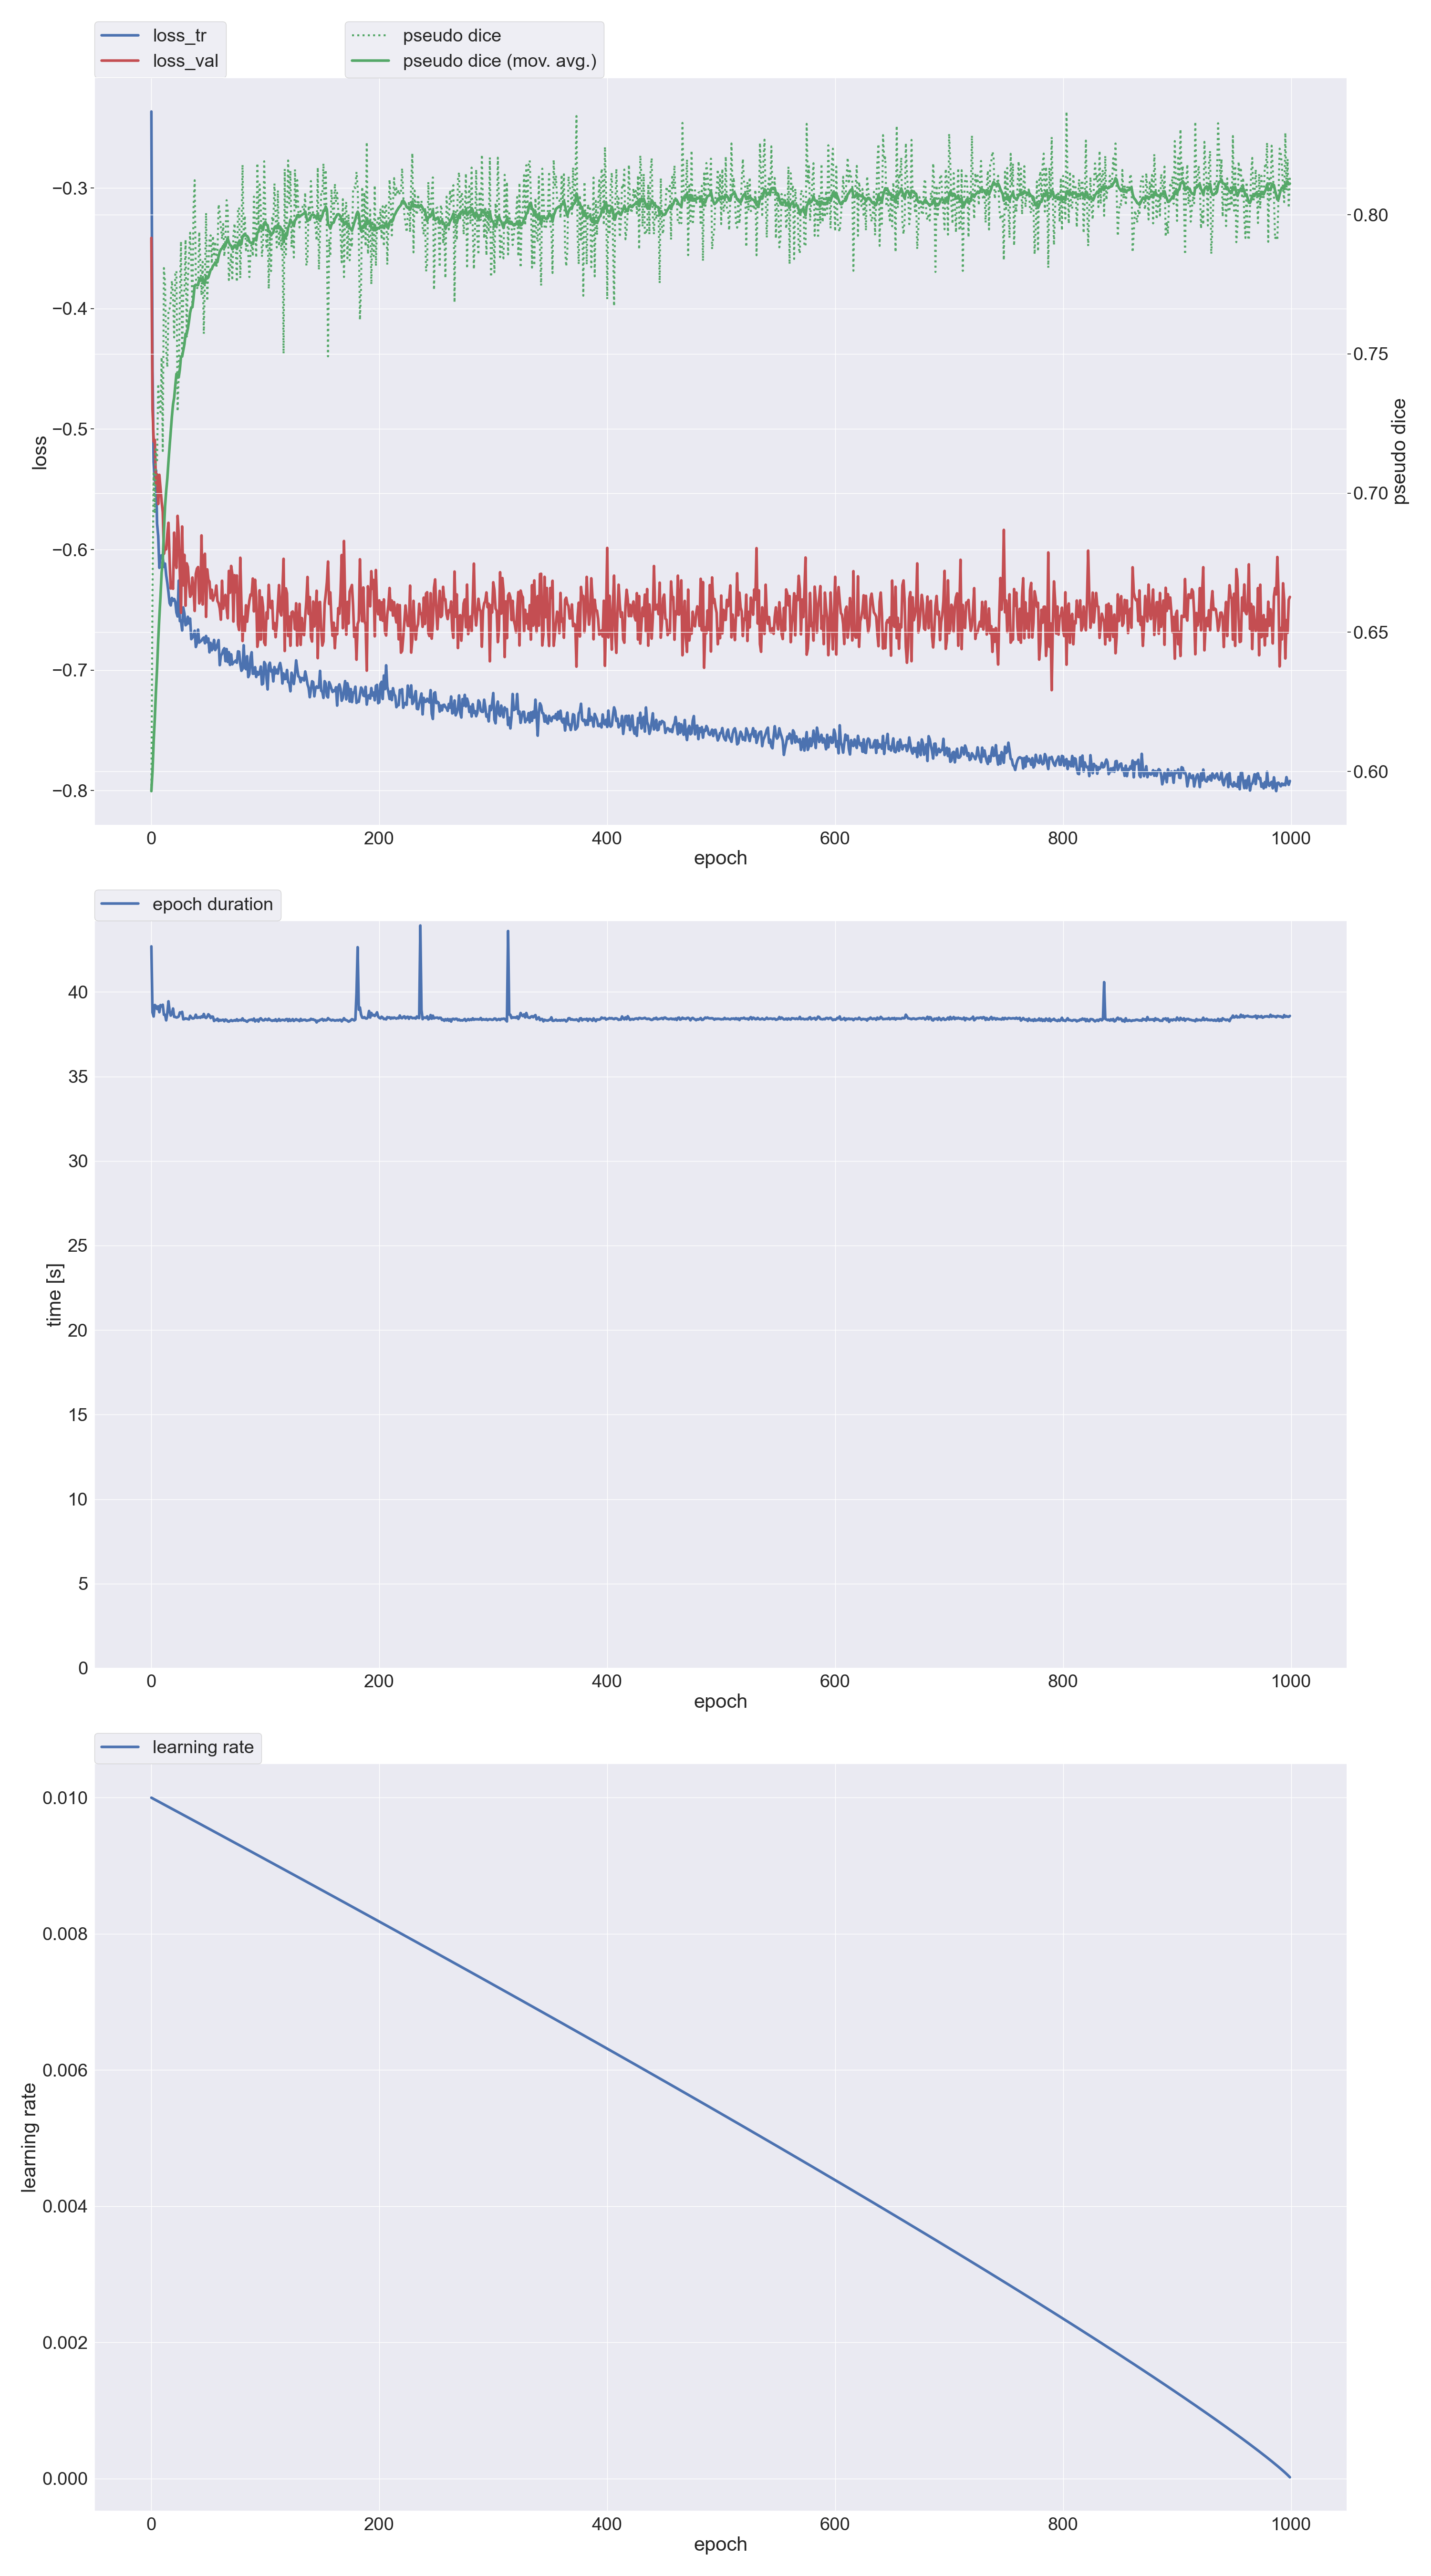 loss_tr
loss_val
pseudo dice
pseudo dice (mov. avg.)
−0.3
−0.4
−0.5
−0.6
−0.7
−0.8
loss
0.80
0.75
0.70
0.65
0.60
pseudo dice
0 200 400 600 800 1000
epoch
epoch duration
40
35
30
25
20
15
10
5
0
time [s]
0 200 400 600 800 1000
epoch
learning rate
0.010
0.008
0.006
0.004
0.002
0.000
learning rate
0 200 400 600 800 1000
epoch